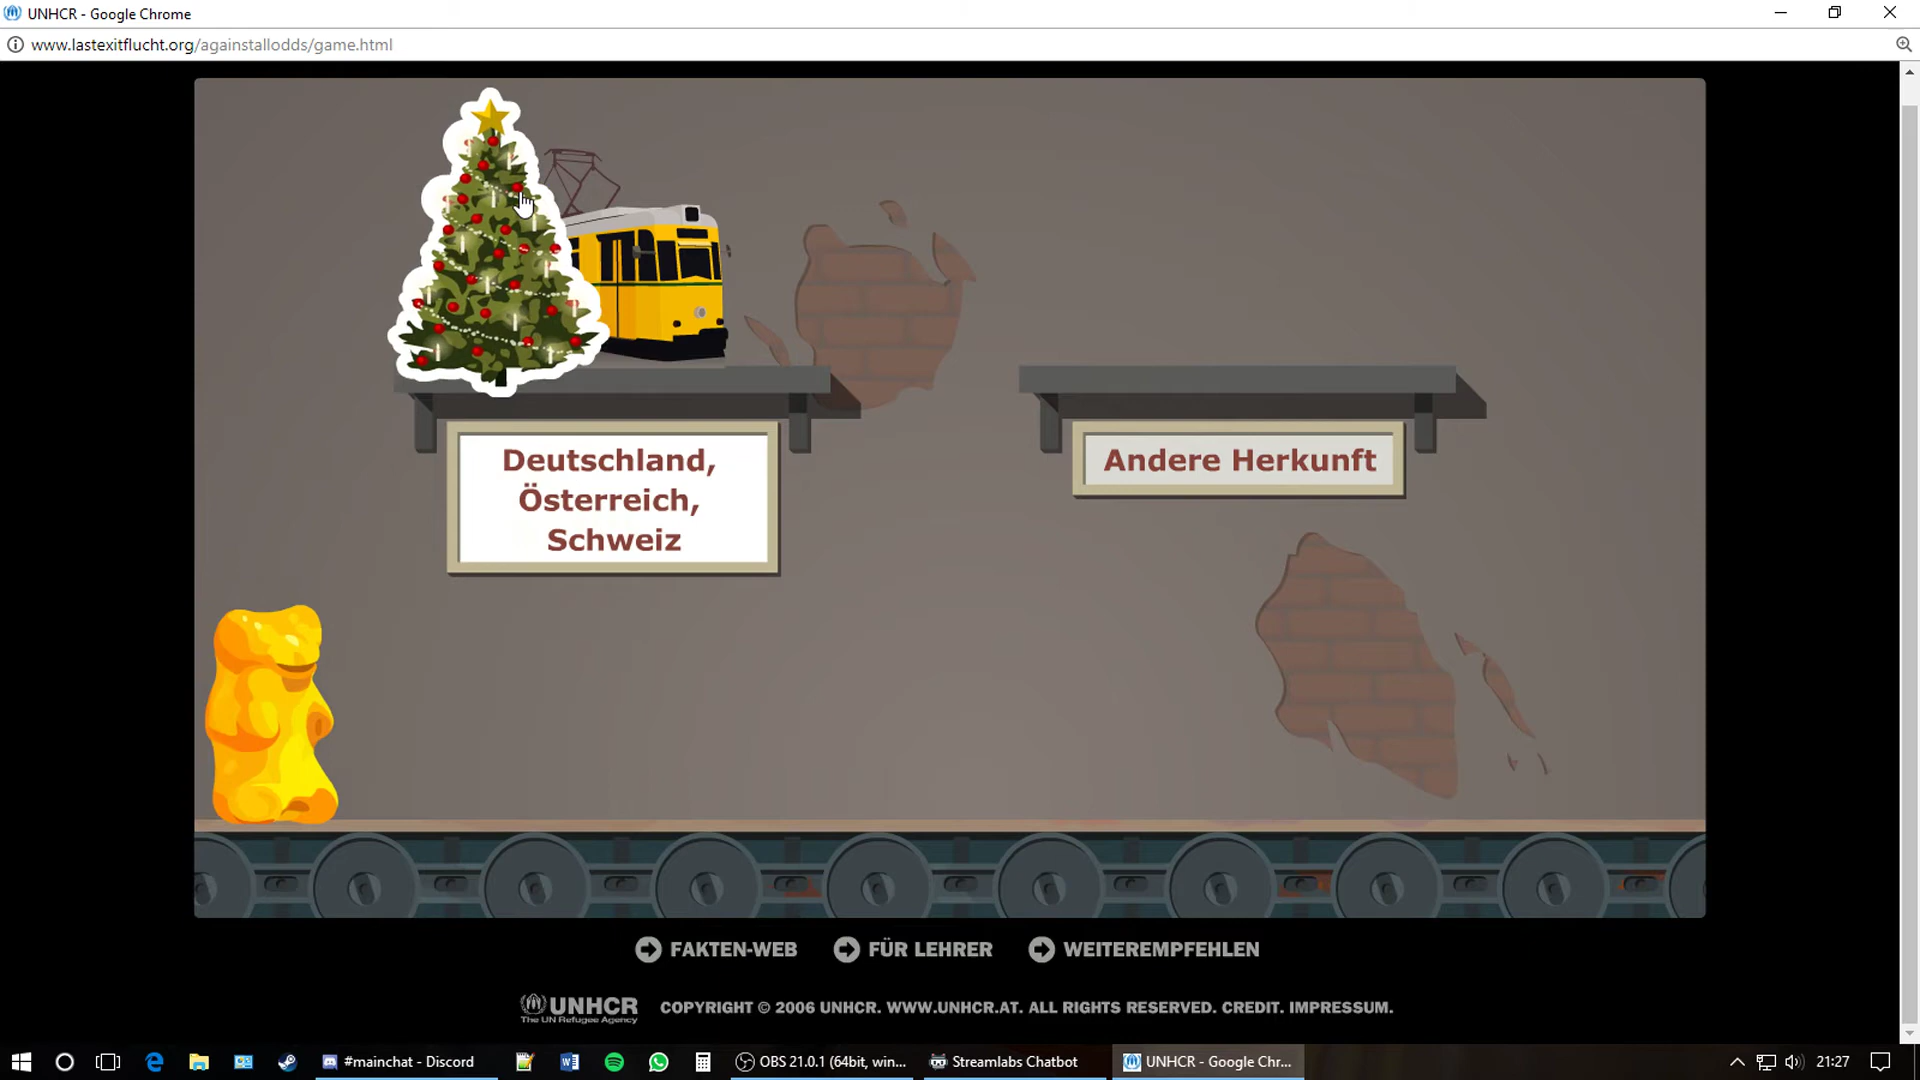 UNHCR - Google Chrome
www.lastexitflucht.org/againstallodds/game.html
Deutschland,
Österreich,
Schweiz
Andere Herkunft
FAKTEN-WEB
FÜR LEHRER
WEITEREMPFEHLEN
UNHCR
The UN Refugee Agency
COPYRIGHT © 2006 UNHCR. WWW.UNHCR.AT. ALL RIGHTS RESERVED. CREDIT. IMPRESSUM.
#mainchat - Discord
OBS 21.0.1 (64bit, win...
Streamlabs Chatbot
UNHCR - Google Chr...
21:27